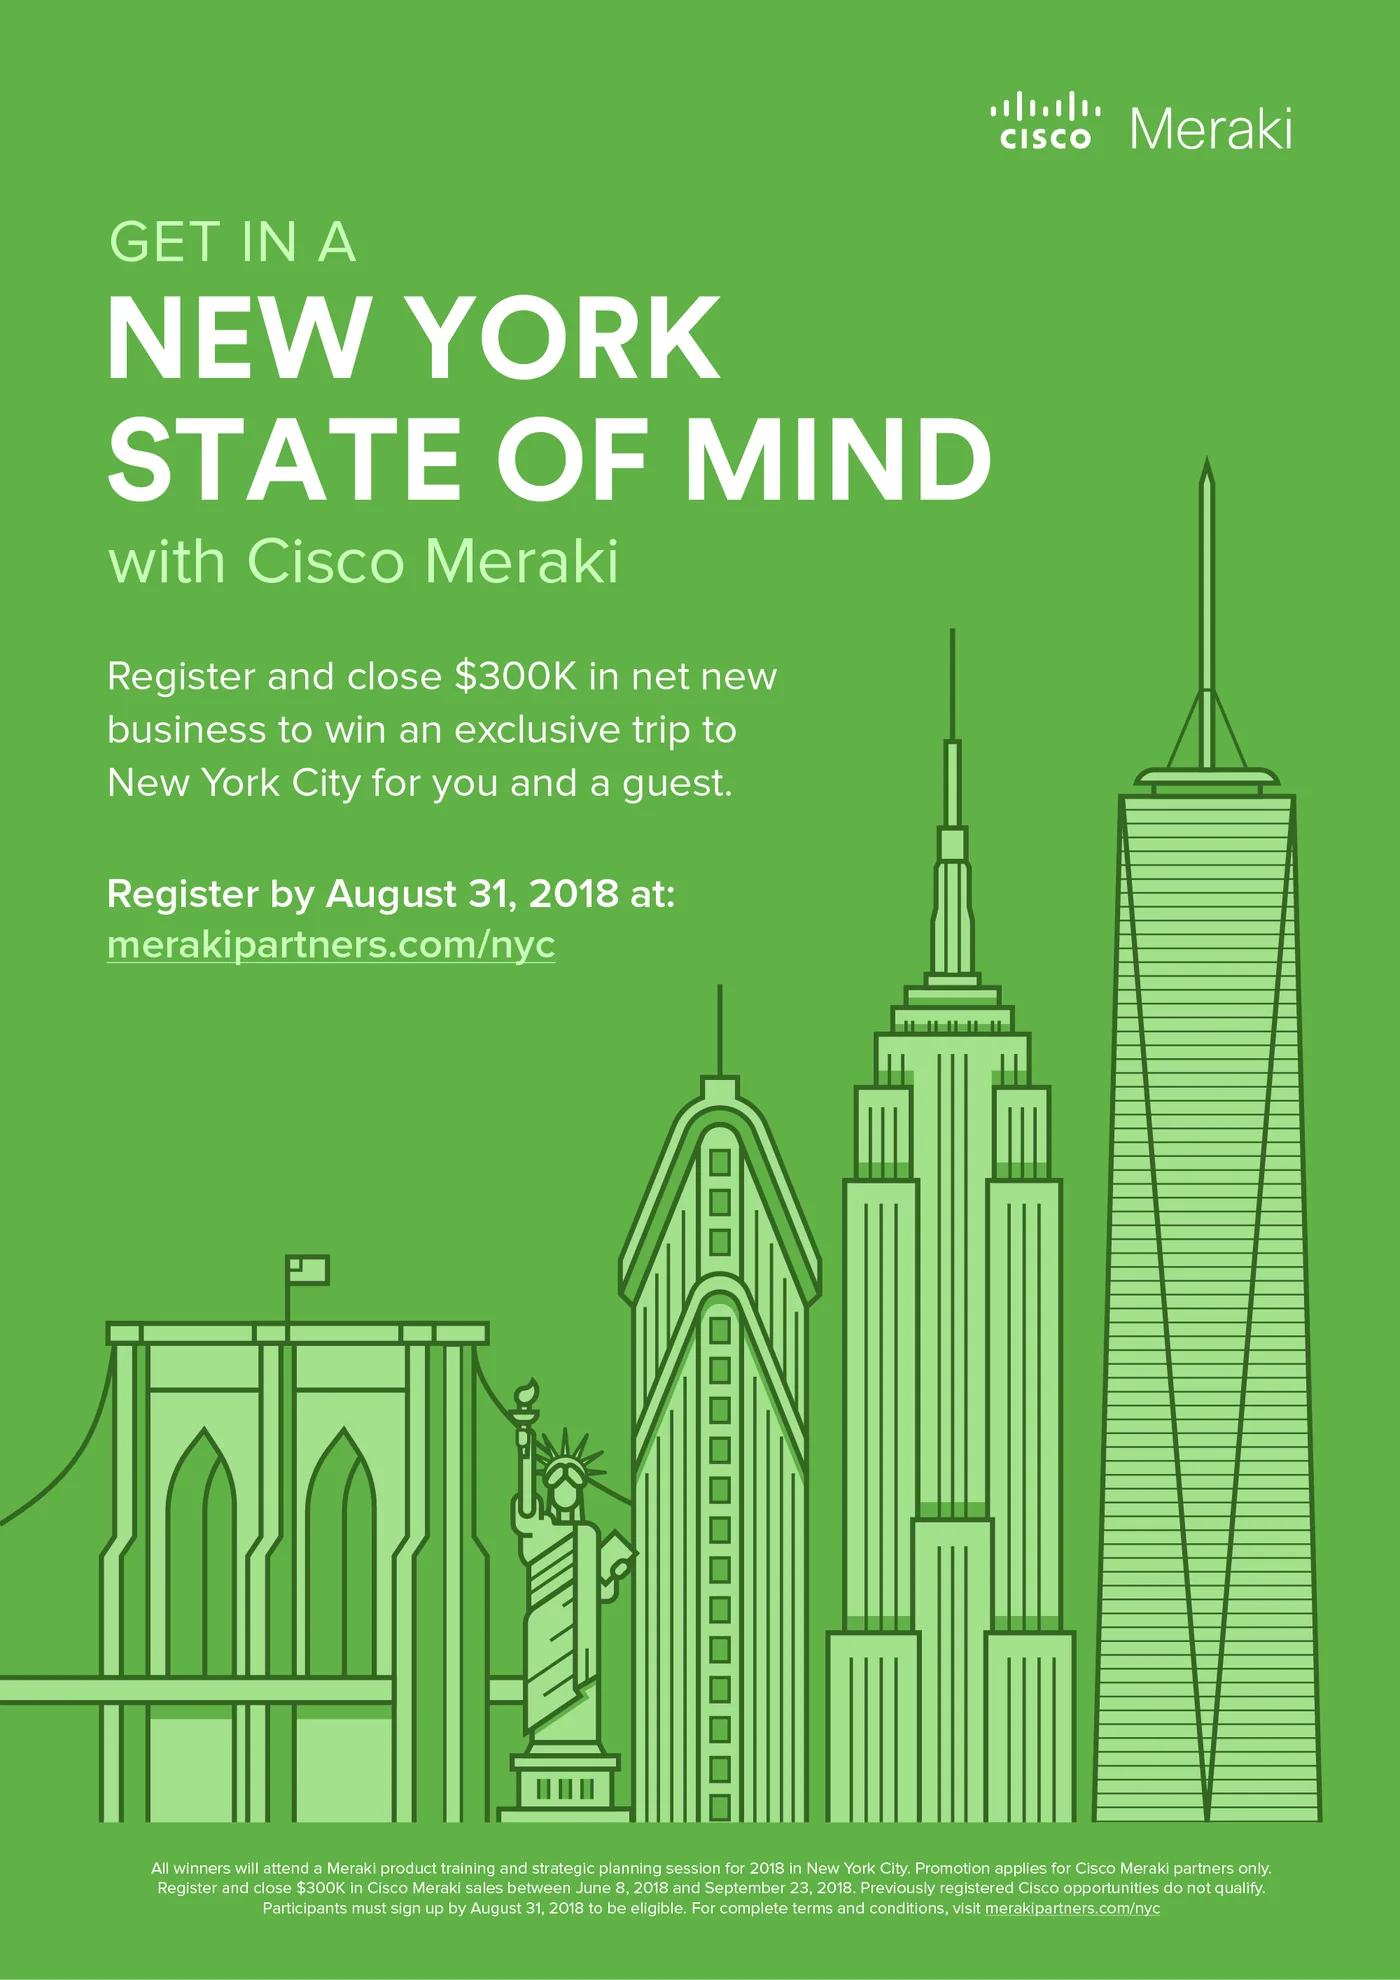 cisco Meraki
GET IN A
NEW YORK
STATE OF MIND
with Cisco Meraki
Register and close $300K in net new
business to win an exclusive trip to
New York City for you and a guest.
Register by August 31, 2018 at:
merakipartners.com/nyc
All winners will attend a Meraki product training and strategic planning session for 2018 in New York City. Promotion applies for Cisco Meraki partners only.
Register and close $300K in Cisco Meraki sales between June 8, 2018 and September 23, 2018. Previously registered Cisco opportunities do not qualify.
Participants must sign up by August 31, 2018 to be eligible. For complete terms and conditions, visit merakipartners.com/nyc